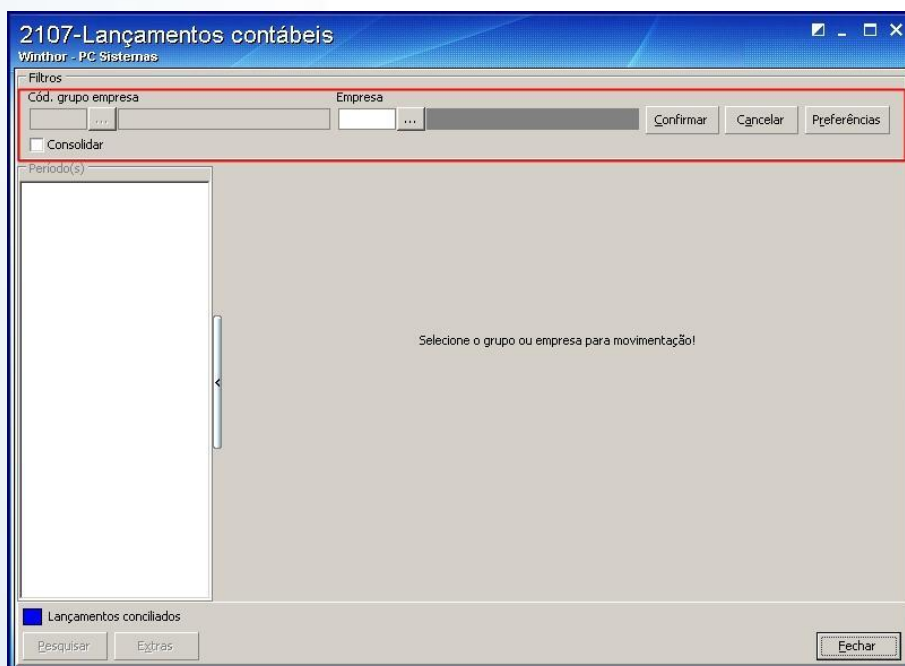 2107-Lançamentos contábeis
Winthor - PC Sistemas
Filtros
Cód. grupo empresa Empresa
... ... Confirmar Cancelar Preferências
Consolidar
Período(s)
Selecione o grupo ou empresa para movimentação!
<
Lançamentos conciliados
Pesquisar Extras Fechar